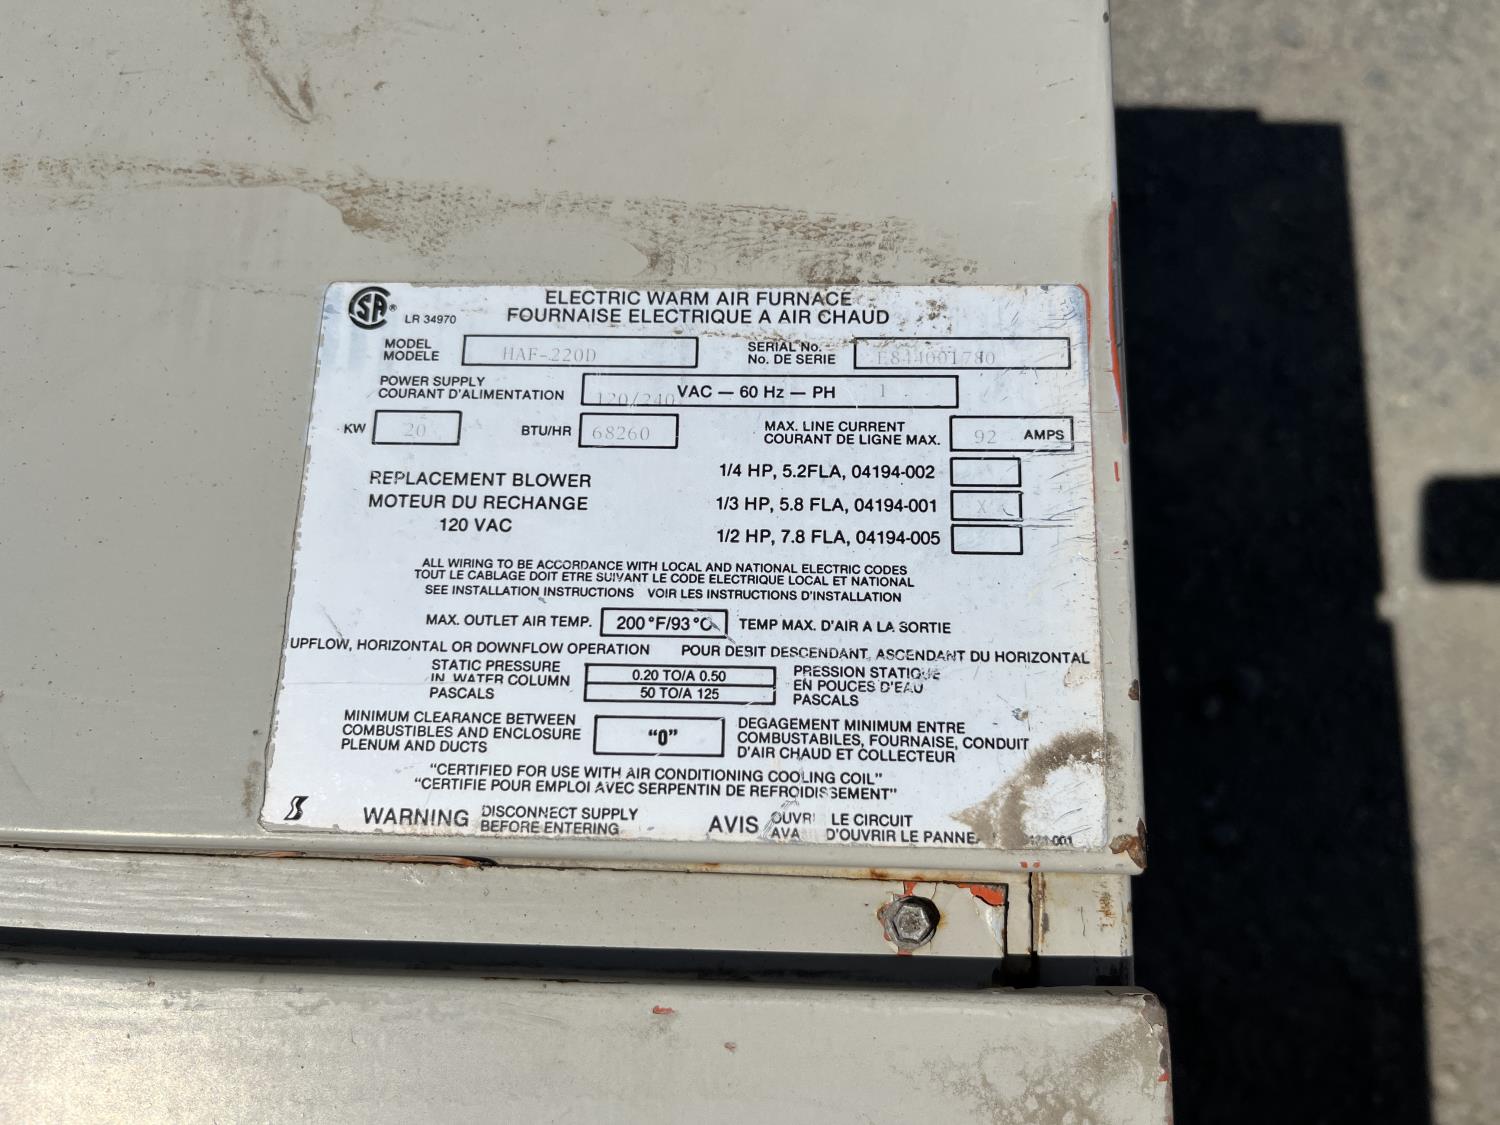 SA ® LR 34970
ELECTRIC WARM AIR FURNACE
FOURNAISE ELECTRIQUE A AIR CHAUD
MODEL
MODELE
HAF-220D
SERIAL No.
No. DE SERIE
E844001780
POWER SUPPLY
COURANT D'ALIMENTATION
120/240 VAC — 60 Hz — PH 1
KW 20
BTU/HR 68260
MAX. LINE CURRENT
COURANT DE LIGNE MAX.
92 AMPS
REPLACEMENT BLOWER
MOTEUR DU RECHANGE
120 VAC
1/4 HP, 5.2FLA, 04194-002
1/3 HP, 5.8 FLA, 04194-001 XX
1/2 HP, 7.8 FLA, 04194-005
ALL WIRING TO BE ACCORDANCE WITH LOCAL AND NATIONAL ELECTRIC CODES
TOUT LE CABLAGE DOIT ETRE SUIVANT LE CODE ELECTRIQUE LOCAL ET NATIONAL
SEE INSTALLATION INSTRUCTIONS VOIR LES INSTRUCTIONS D'INSTALLATION
MAX. OUTLET AIR TEMP. 200°F/93°C TEMP MAX. D'AIR A LA SORTIE
UPFLOW, HORIZONTAL OR DOWNFLOW OPERATION POUR DEBIT DESCENDANT, ASCENDANT DU HORIZONTAL
STATIC PRESSURE
IN. WATER COLUMN
PASCALS
0.20 TO/A 0.50
50 TO/A 125
PRESSION STATIQUE
EN POUCES D'EAU
PASCALS
MINIMUM CLEARANCE BETWEEN
COMBUSTIBLES AND ENCLOSURE
PLENUM AND DUCTS
"0"
DEGAGEMENT MINIMUM ENTRE
COMBUSTABILES, FOURNAISE, CONDUIT
D'AIR CHAUD ET COLLECTEUR
"CERTIFIED FOR USE WITH AIR CONDITIONING COOLING COIL"
"CERTIFIE POUR EMPLOI AVEC SERPENTIN DE REFROIDISSEMENT"
WARNING DISCONNECT SUPPLY
BEFORE ENTERING
AVIS OUVR LE CIRCUIT
AVA D'OUVRIR LE PANNE